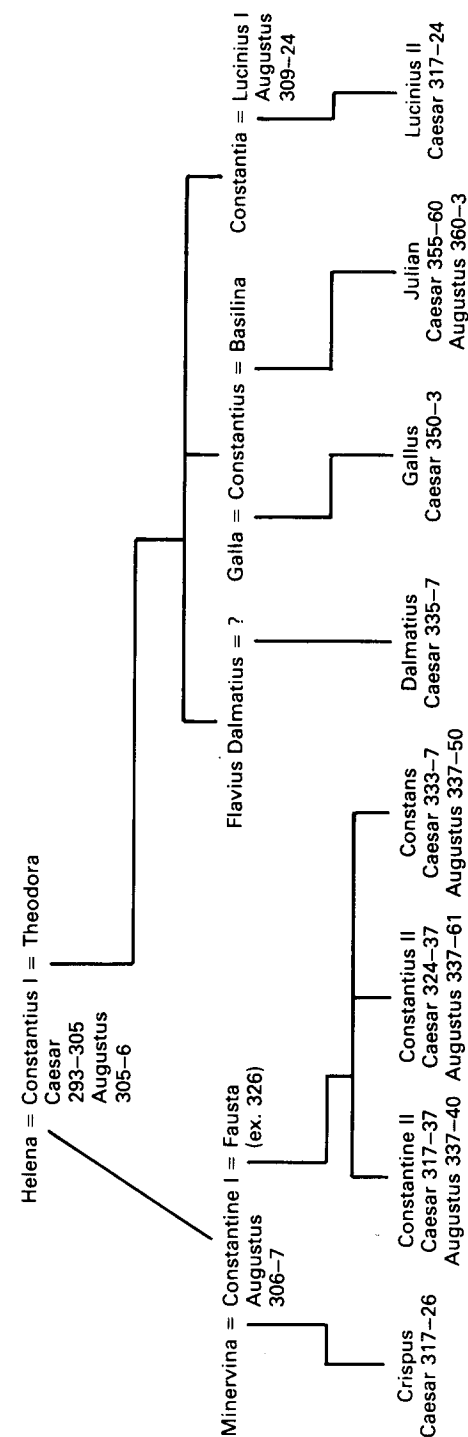 Helena = Constantius I = Theodora
Caesar
293–305
Augustus
305–6
Minervina = Constantine I = Fausta
Augustus
306–7
(ex. 326)
Flavius Dalmatius = ?
Galla = Constantius = Basilina
Constantia = Lucinius I
Augustus
309–24
Crispus
Caesar 317–26
Constantine II
Caesar 317–37
Augustus 337–40
Constantius II
Caesar 324–37
Augustus 337–61
Constans
Caesar 333–7
Augustus 337–50
Dalmatius
Caesar 335–7
Gallus
Caesar 350–3
Julian
Caesar 355–60
Augustus 360–3
Lucinius II
Caesar 317–24